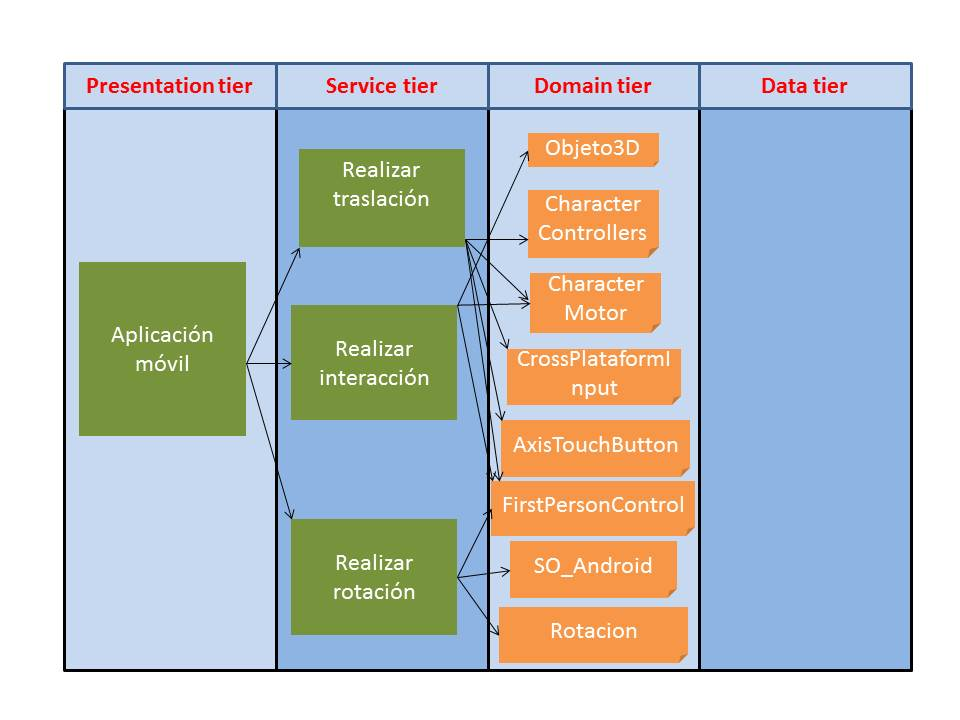 Presentation tier
Service tier
Domain tier
Data tier
Aplicación
móvil
Realizar
traslación
Realizar
interacción
Realizar
rotación
Objeto3D
Character
Controllers
Character
Motor
CrossPlataformI
nput
AxisTouchButton
FirstPersonControl
SO_Android
Rotacion